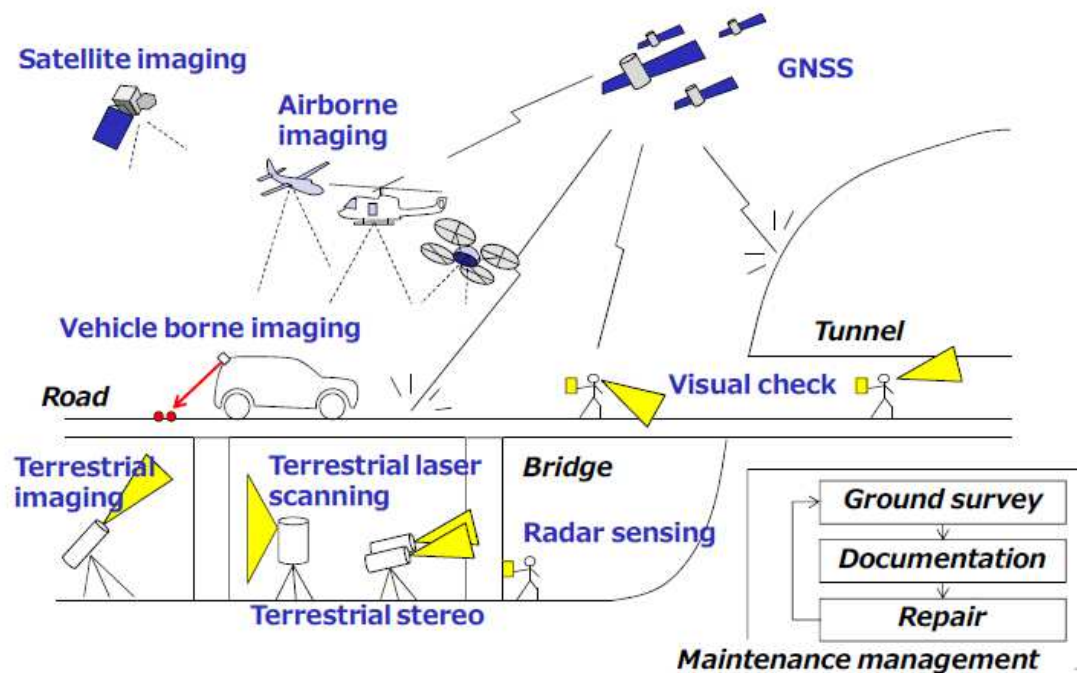 Satellite imaging
GNSS
Airborne
imaging
Vehicle borne imaging
Tunnel
Road
Visual check
Terrestrial
imaging
Terrestrial laser
scanning
Bridge
Radar sensing
Terrestrial stereo
Ground survey
Documentation
Repair
Maintenance management